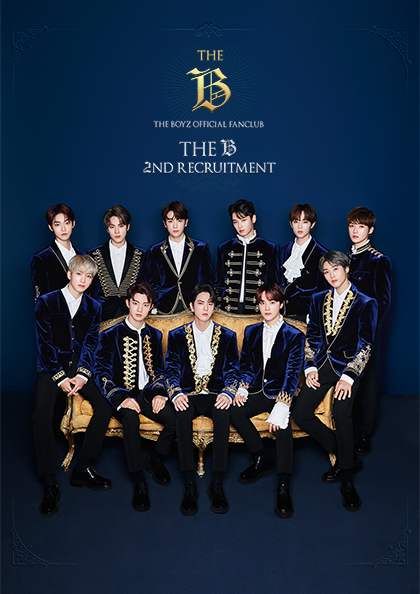 THE
B
THE BOYZ OFFICIAL FANCLUB
THE B
2ND RECRUITMENT